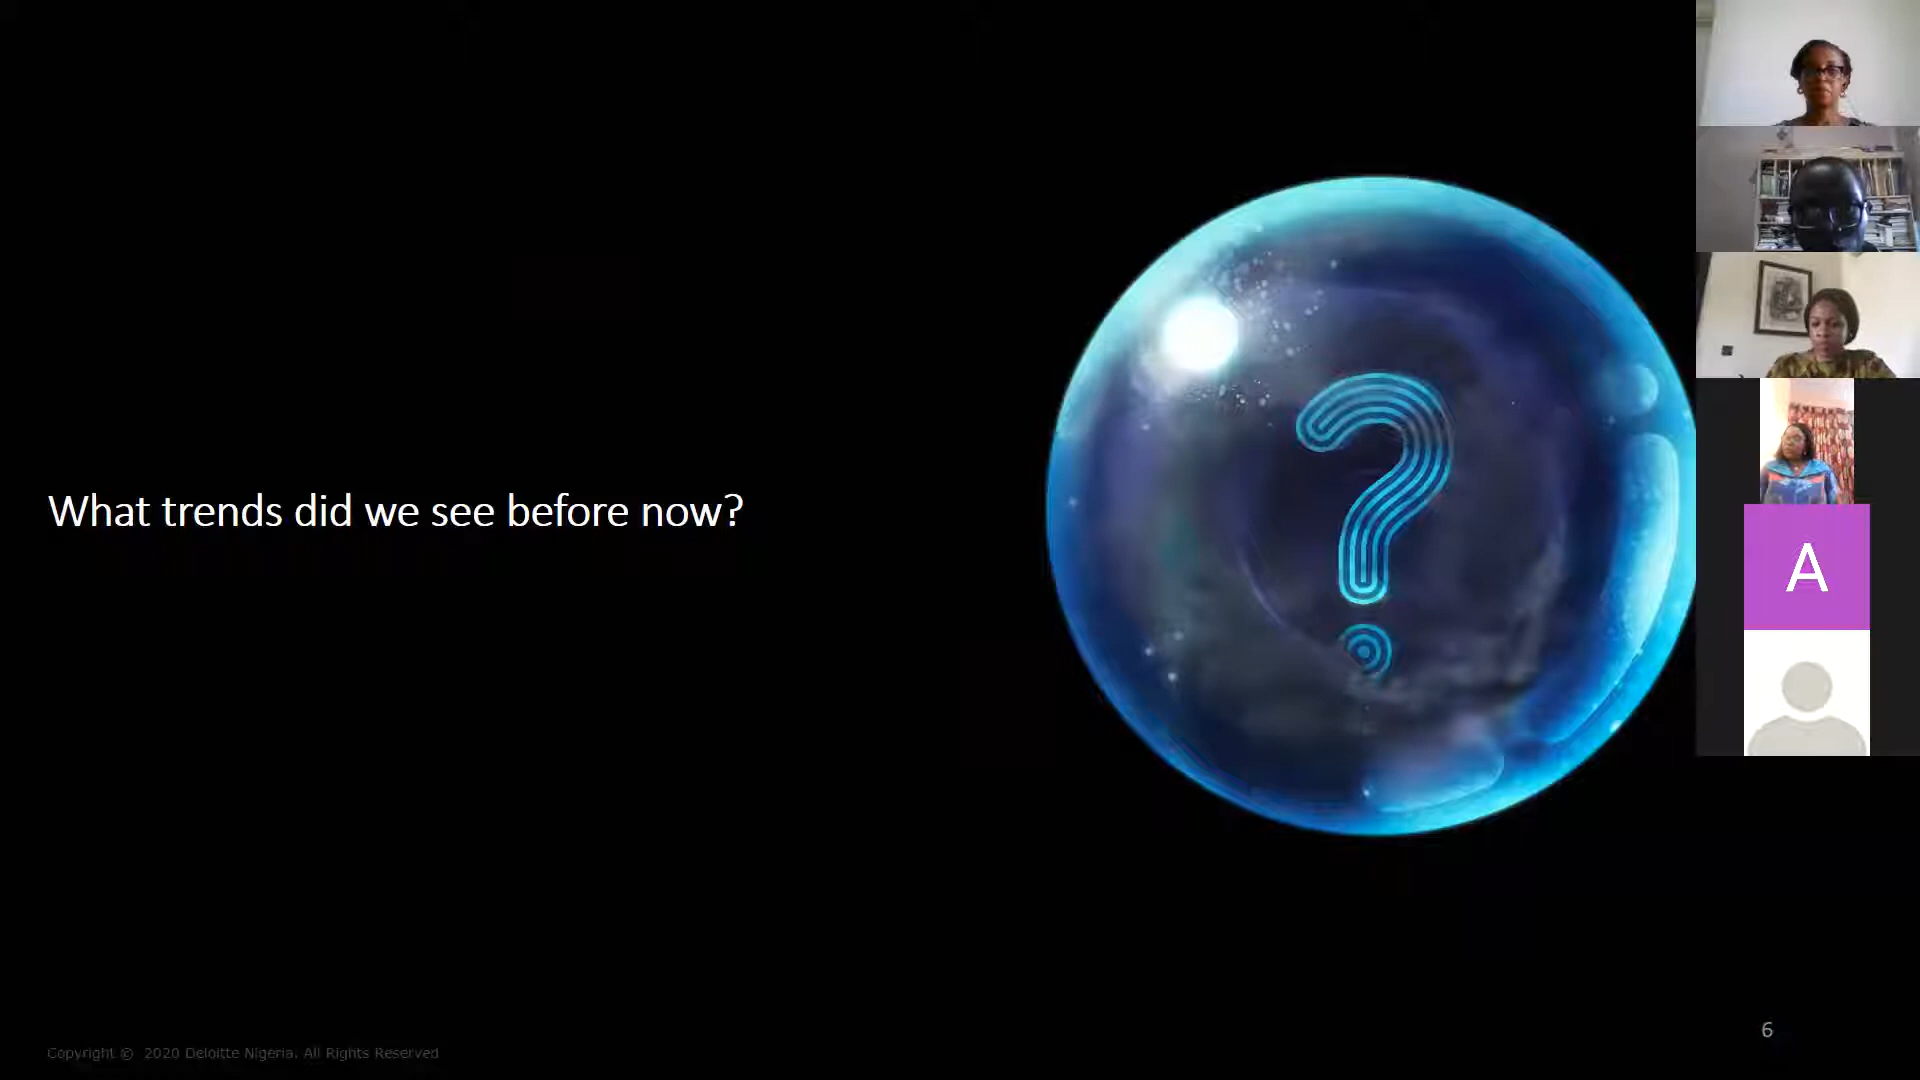 What trends did we see before now?
A
6
Copyright © 2020 Deloitte Nigeria. All Rights Reserved